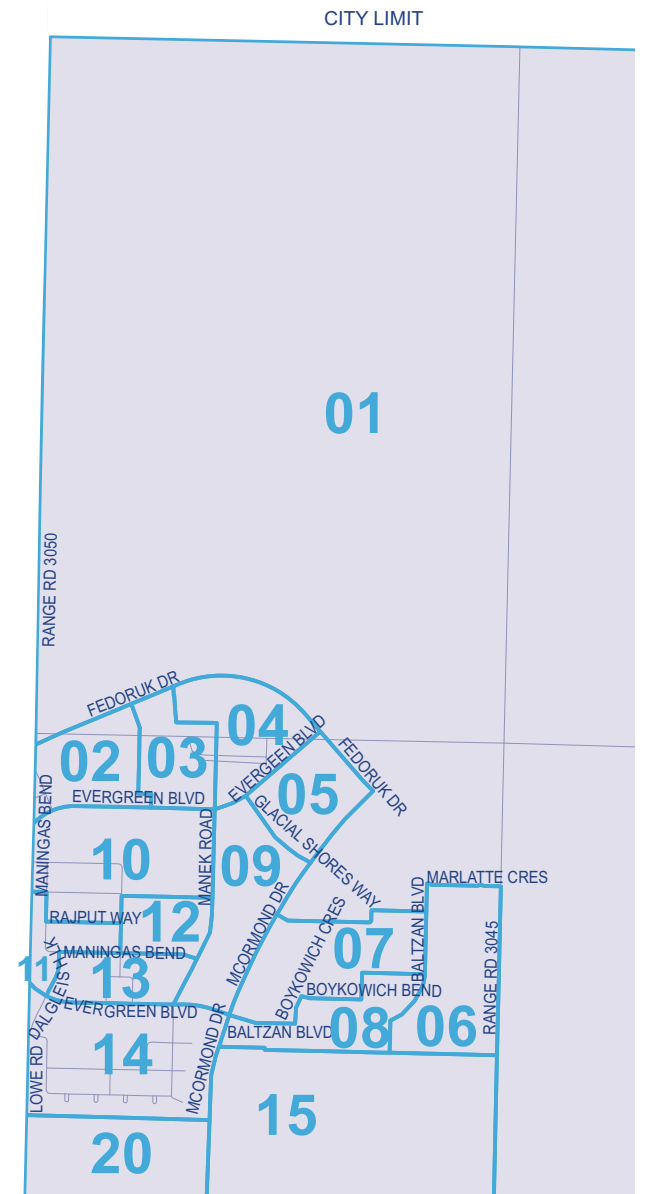 CITY LIMIT
01
RANGE RD 3050
FEDORUK DR
04
EVERGEEN BLVD
FEDORUK DR
02
03
05
MANINGAS BEND
EVERGREEN BLVD
GLACIAL SHORES WAY
MANEK ROAD
10
09
MARLATTE CRES
MCORMOND DR
BALTZAN BLVD
RAJPUT WAY
12
BOYKOWICH CRES
07
RANGE RD 3045
MANINGAS BEND
11
13
BOYKOWICH BEND
EVERGREEN BLVD
08
06
BALTZAN BLVD
14
LOWE RD
MCORMOND DR
15
20